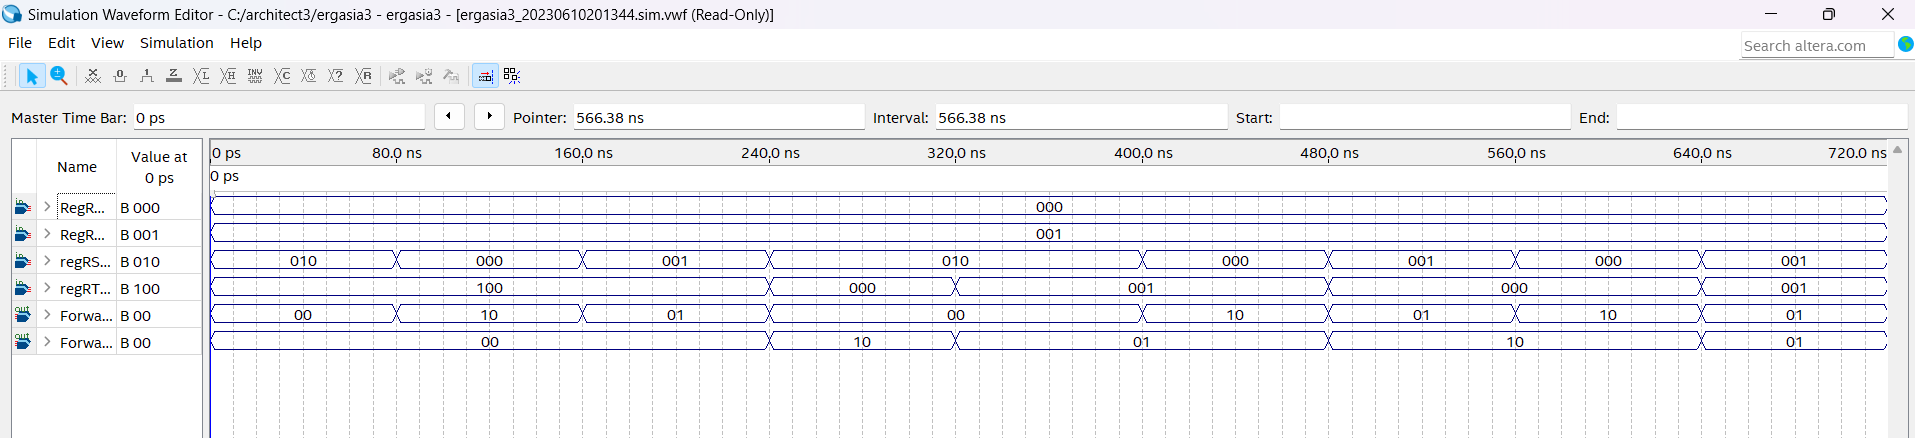 Simulation Waveform Editor - C:/architect3/ergasia3 - ergasia3 - [ergasia3_20230610201344.sim.vwf (Read-Only)]
File Edit View Simulation Help
Search altera.com
Master Time Bar: 0 ps Pointer: 566.38 ns Interval: 566.38 ns Start: End:
Name Value at 0 ps
0 ps 80.0 ns 160.0 ns 240.0 ns 320.0 ns 400.0 ns 480.0 ns 560.0 ns 640.0 ns 720.0 ns
0 ps
RegR... B 000 000
RegR... B 001 001
regRS... B 010 010 000 001 010 000 001 000 001
regRT... B 100 100 000 001 000 001
Forwa... B 00 00 10 01 00 10 01 10 01
Forwa... B 00 00 10 01 10 01